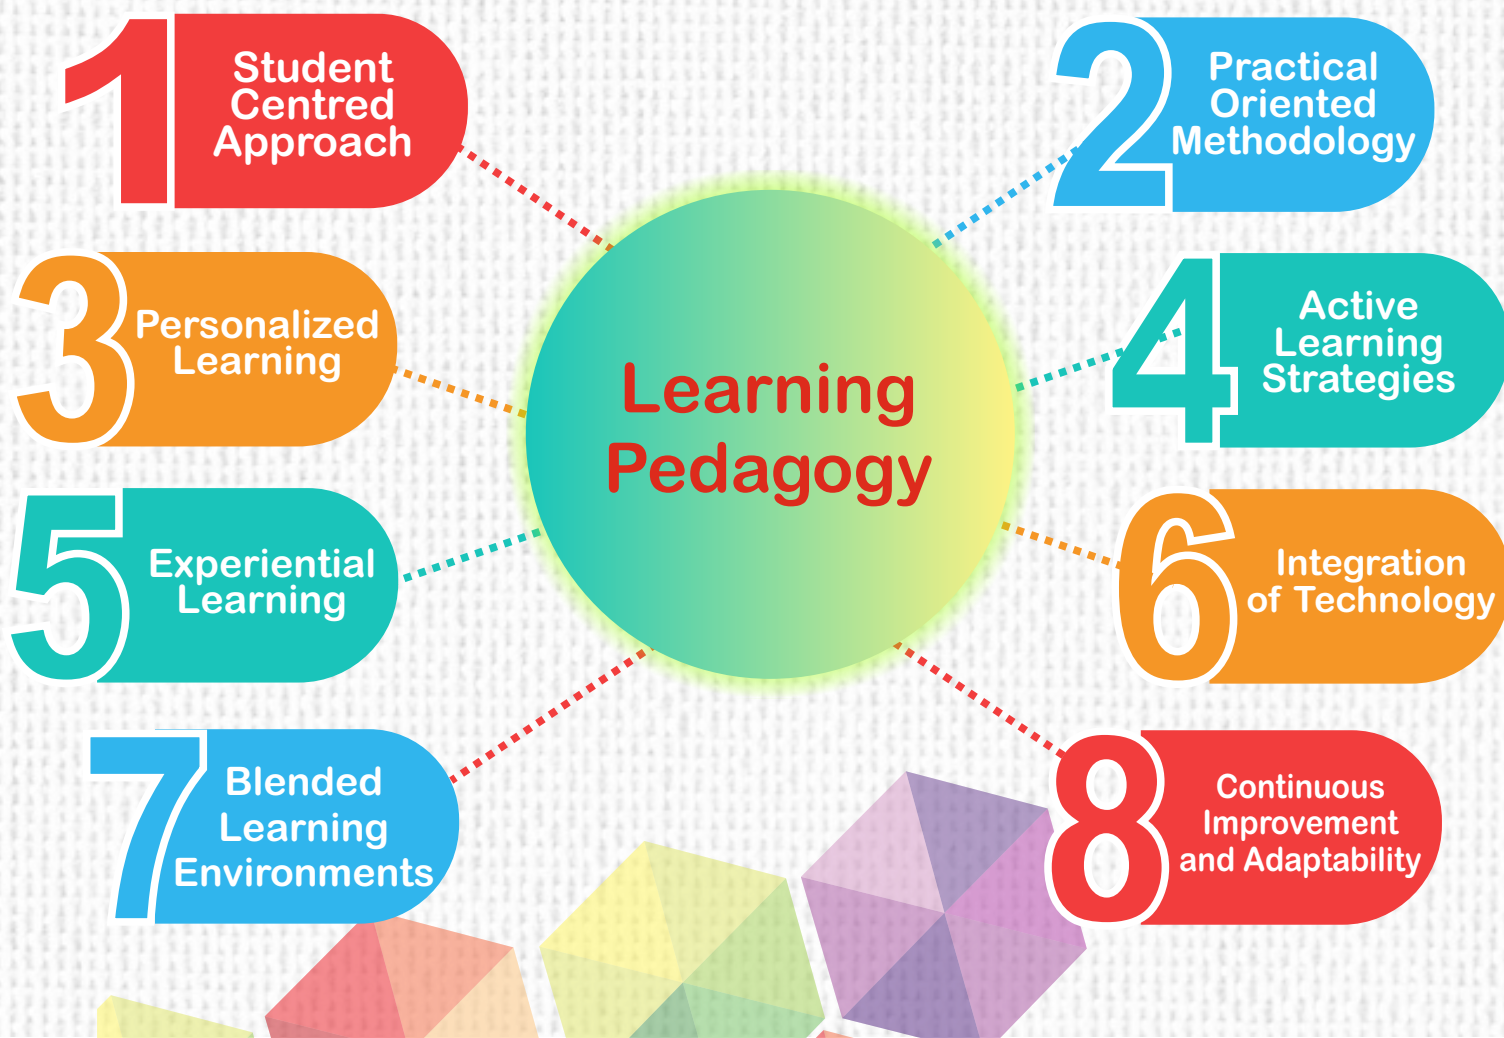 1
Student
Centred
Approach
2
Practical
Oriented
Methodology
3
Personalized
Learning
4
Active
Learning
Strategies
Learning
Pedagogy
5
Experiential
Learning
6
Integration
of Technology
7
Blended
Learning
Environments
8
Continuous
Improvement
and Adaptability